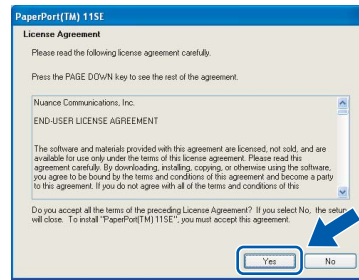 PaperPort(TM) 11SE
License Agreement
Please read the following license agreement carefully.
Press the PAGE DOWN key to see the rest of the agreement.
Nuance Communications, Inc.
END-USER LICENSE AGREEMENT
The software and materials provided with this agreement are licensed, not sold, and are
available for use only under the terms of this license agreement. Please read this
agreement carefully. By downloading, installing, copying, or otherwise using the software,
you agree to be bound by the terms and conditions of this agreement and become a party
to this agreement. If you do not agree with all of the terms and conditions of this
Do you accept all the terms of the preceding License Agreement? If you select No, the setup
will close. To install "PaperPort(TM) 11SE", you must accept this agreement.
Yes
No